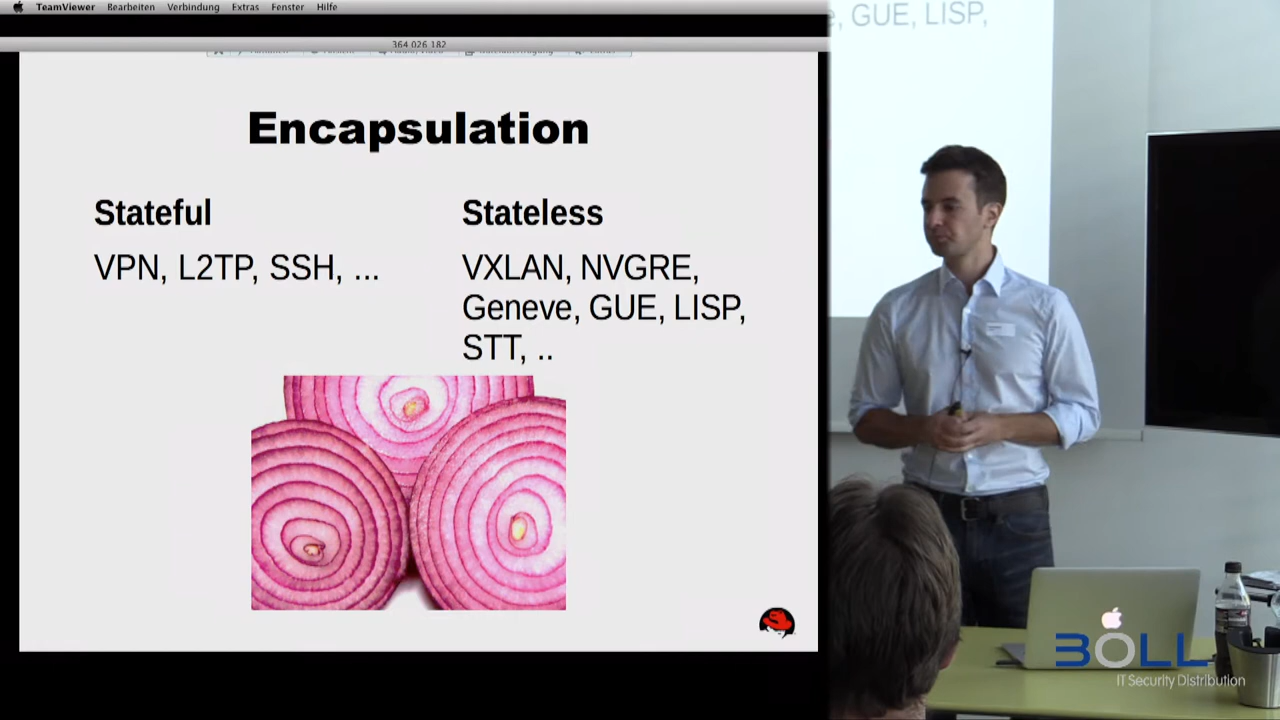 TeamViewer Bearbeiten Verbindung Extras Fenster Hilfe
364 026 182
Encapsulation
Stateful
VPN, L2TP, SSH, ...
Stateless
VXLAN, NVGRE,
Geneve, GUE, LISP,
STT, ..
, GUE, LISP,
BOLL
IT Security Distribution